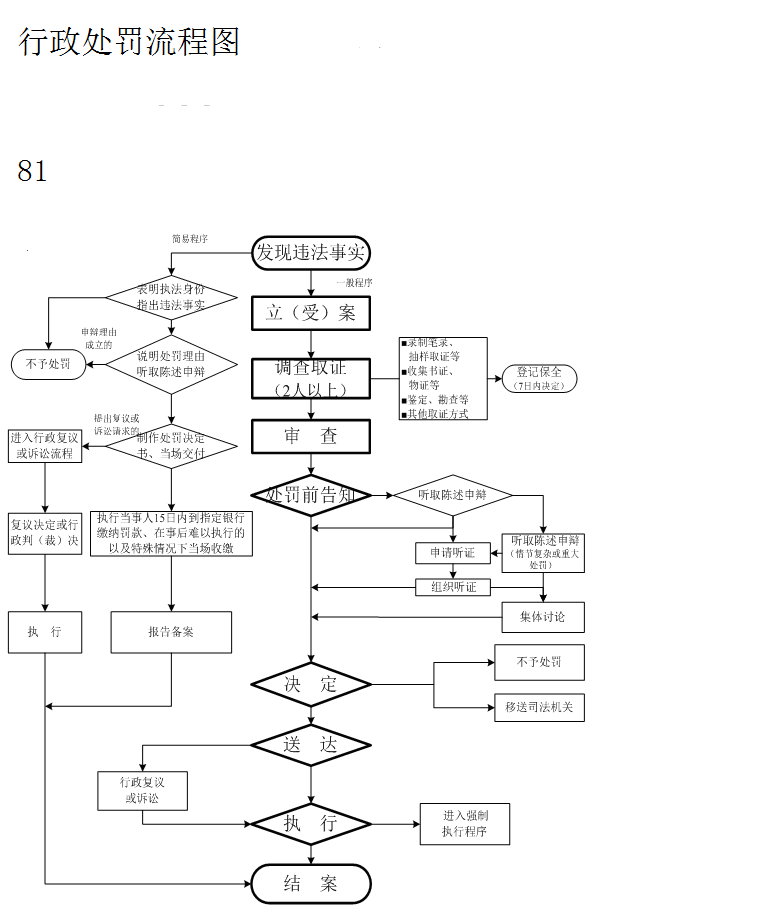 行政处罚流程图
81
简易程序
发现违法事实
一般程序
表明执法身份
指出违法事实
立（受）案
申辩理由
成立的
不予处罚
说明处罚理由
听取陈述申辩
调查取证
（2人以上）
■录制笔录、
抽样取证等
■收集书证、
物证等
■鉴定、勘查等
■其他取证方式
登记保全
（7日内决定）
提出复议或
诉讼请求的
进入行政复议
或诉讼流程
制作处罚决定
书、当场交付
审 查
处罚前告知
听取陈述申辩
复议决定或行
政判（裁）决
执行当事人15日内到指定银行
缴纳罚款、在事后难以执行的
以及特殊情况下当场收缴
申请听证
听取陈述申辩
（情节复杂或重大
处罚）
组织听证
集体讨论
执 行
报告备案
决 定
不予处罚
移送司法机关
送 达
行政复议
或诉讼
执 行
进入强制
执行程序
结 案